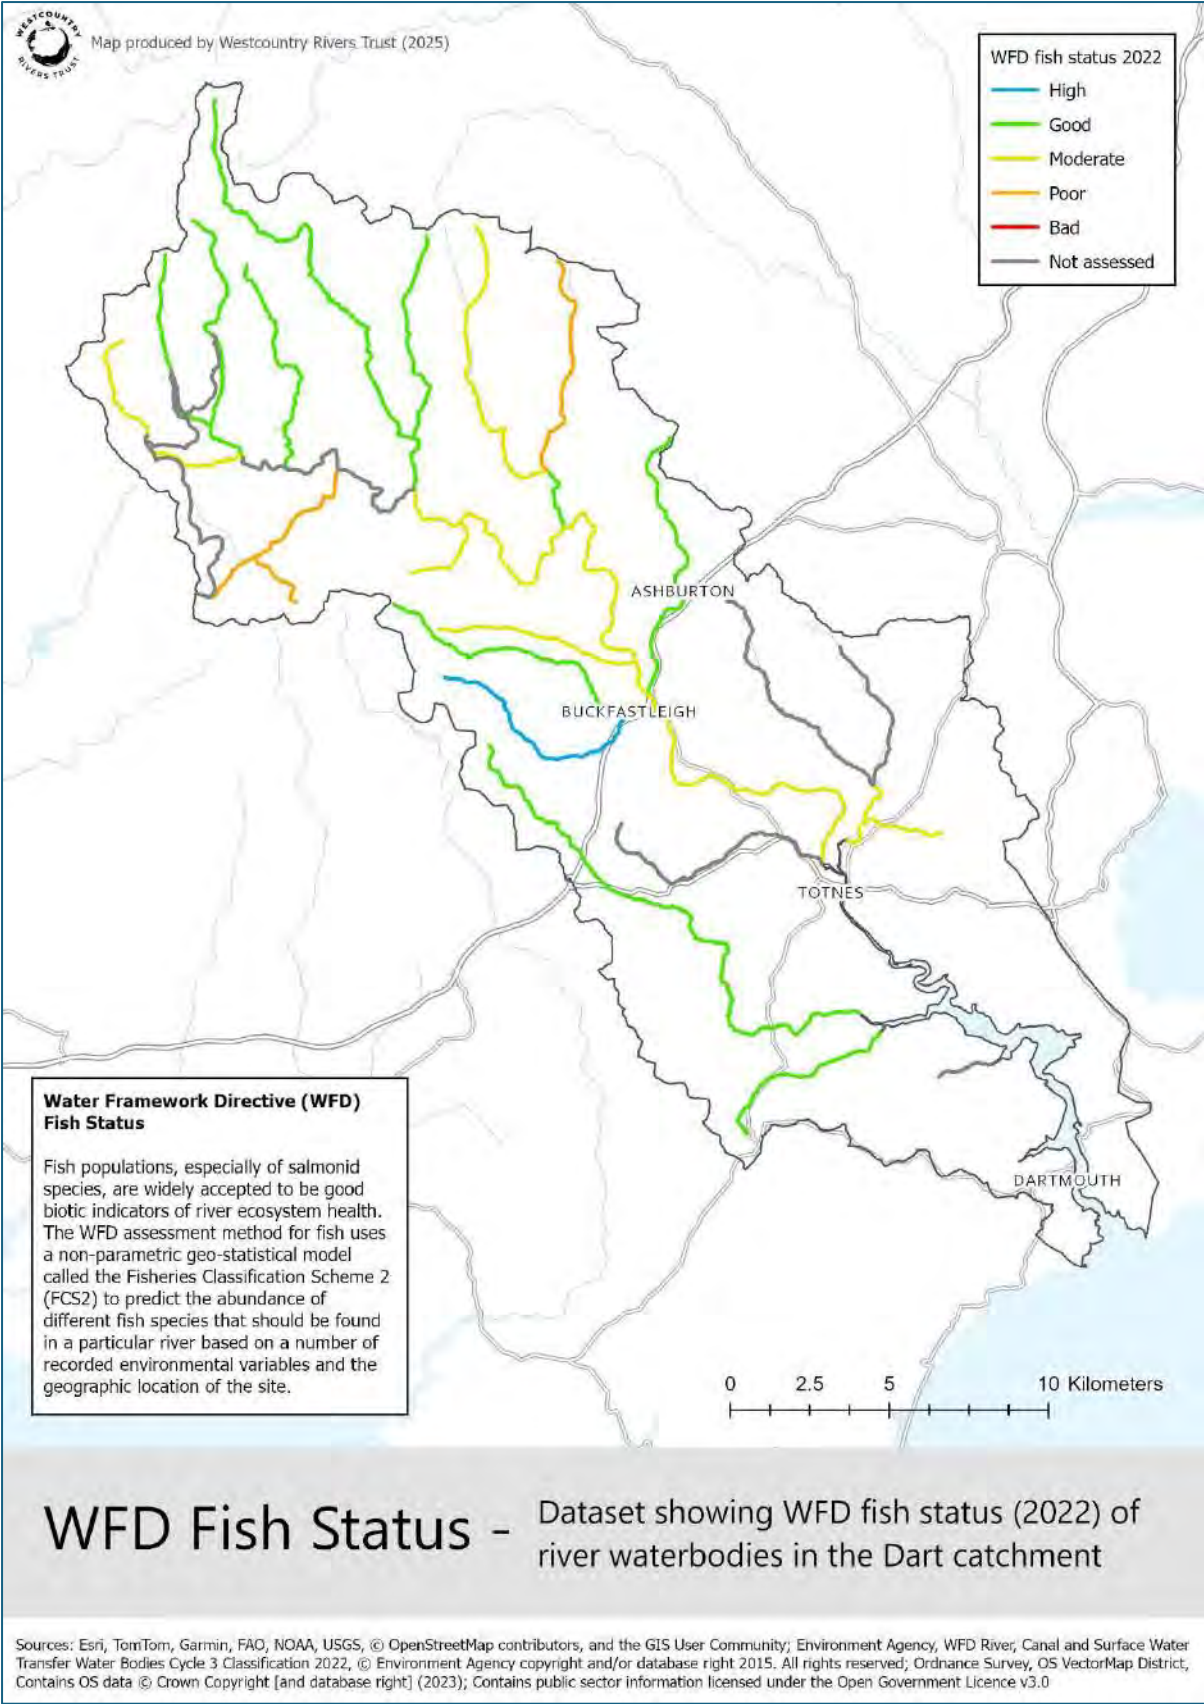 WESTCOUNTRY
RIVERS TRUST
Map produced by Westcountry Rivers Trust (2025)
WFD fish status 2022
High
Good
Moderate
Poor
Bad
Not assessed
ASHBURTON
BUCKFASTLEIGH
TOTNES
DARTMOUTH
Water Framework Directive (WFD)
Fish Status
Fish populations, especially of salmonid
species, are widely accepted to be good
biotic indicators of river ecosystem health.
The WFD assessment method for fish uses
a non-parametric geo-statistical model
called the Fisheries Classification Scheme 2
(FCS2) to predict the abundance of
different fish species that should be found
in a particular river based on a number of
recorded environmental variables and the
geographic location of the site.
0 2.5 5 10 Kilometers
WFD Fish Status -
Dataset showing WFD fish status (2022) of
river waterbodies in the Dart catchment
Sources: Esri, TomTom, Garmin, FAO, NOAA, USGS, © OpenStreetMap contributors, and the GIS User Community; Environment Agency, WFD River, Canal and Surface Water
Transfer Water Bodies Cycle 3 Classification 2022, © Environment Agency copyright and/or database right 2015. All rights reserved; Ordnance Survey, OS VectorMap District,
Contains OS data © Crown Copyright [and database right] (2023); Contains public sector information licensed under the Open Government Licence v3.0